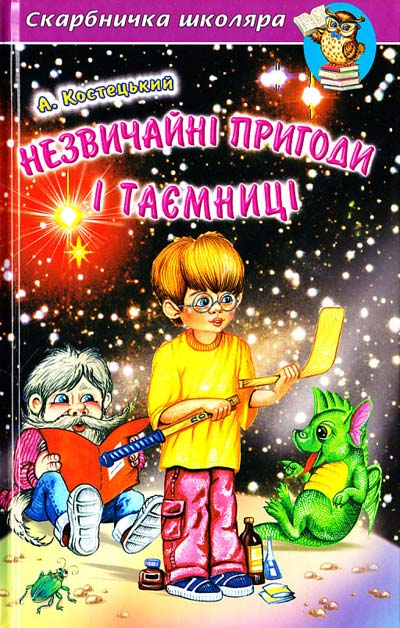 Скарбничка школяра
А. Костецький
НЕЗВИЧАЙНІ ПРИГОДИ
І ТАЄМНИЦІ